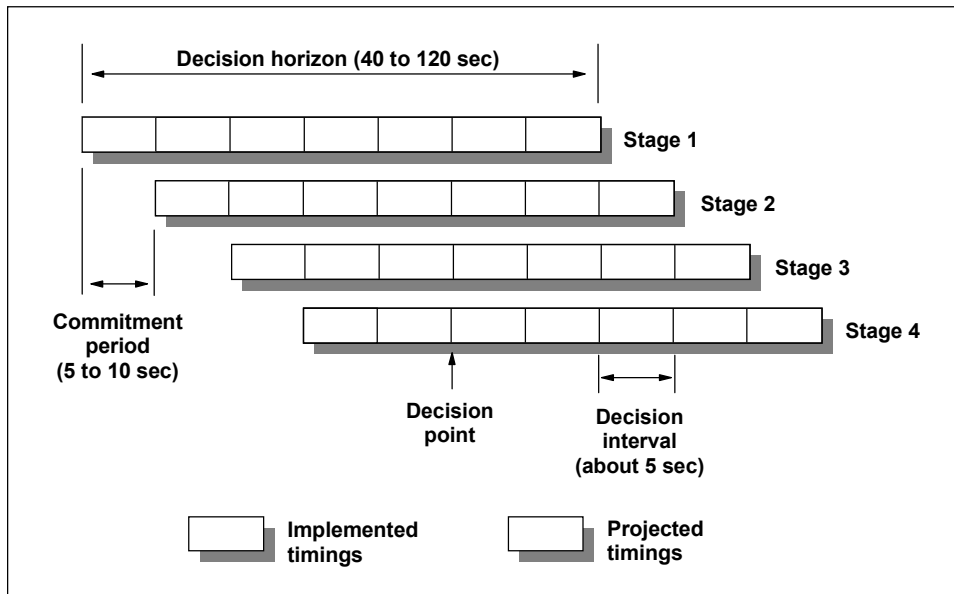 Decision horizon (40 to 120 sec)
Stage 1
Stage 2
Stage 3
Stage 4
Commitment
period
(5 to 10 sec)
Decision
point
Decision
interval
(about 5 sec)
Implemented
timings
Projected
timings